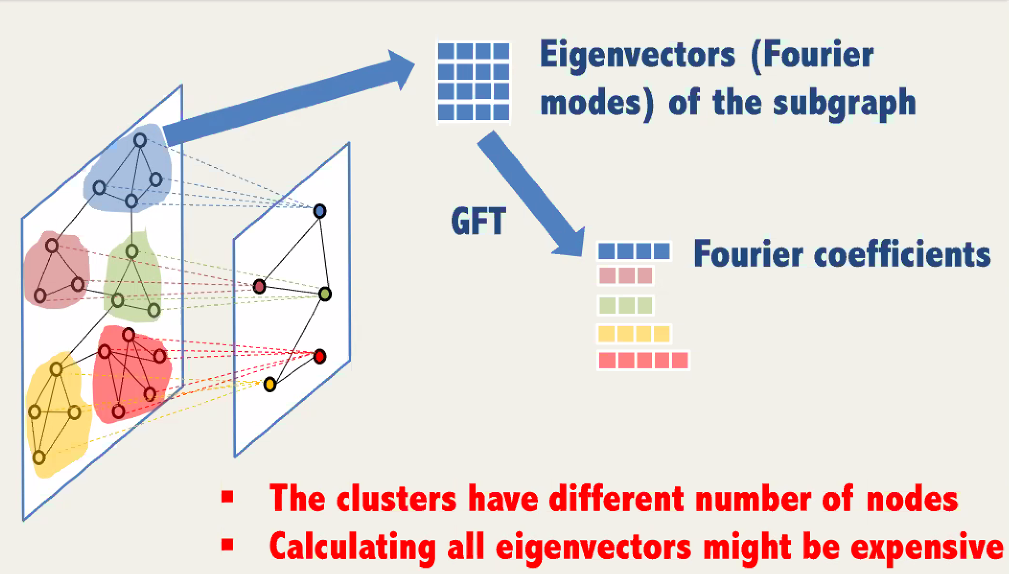 Eigenvectors (Fourier
modes) of the subgraph
GFT
Fourier coefficients
▪ The clusters have different number of nodes
▪ Calculating all eigenvectors might be expensive